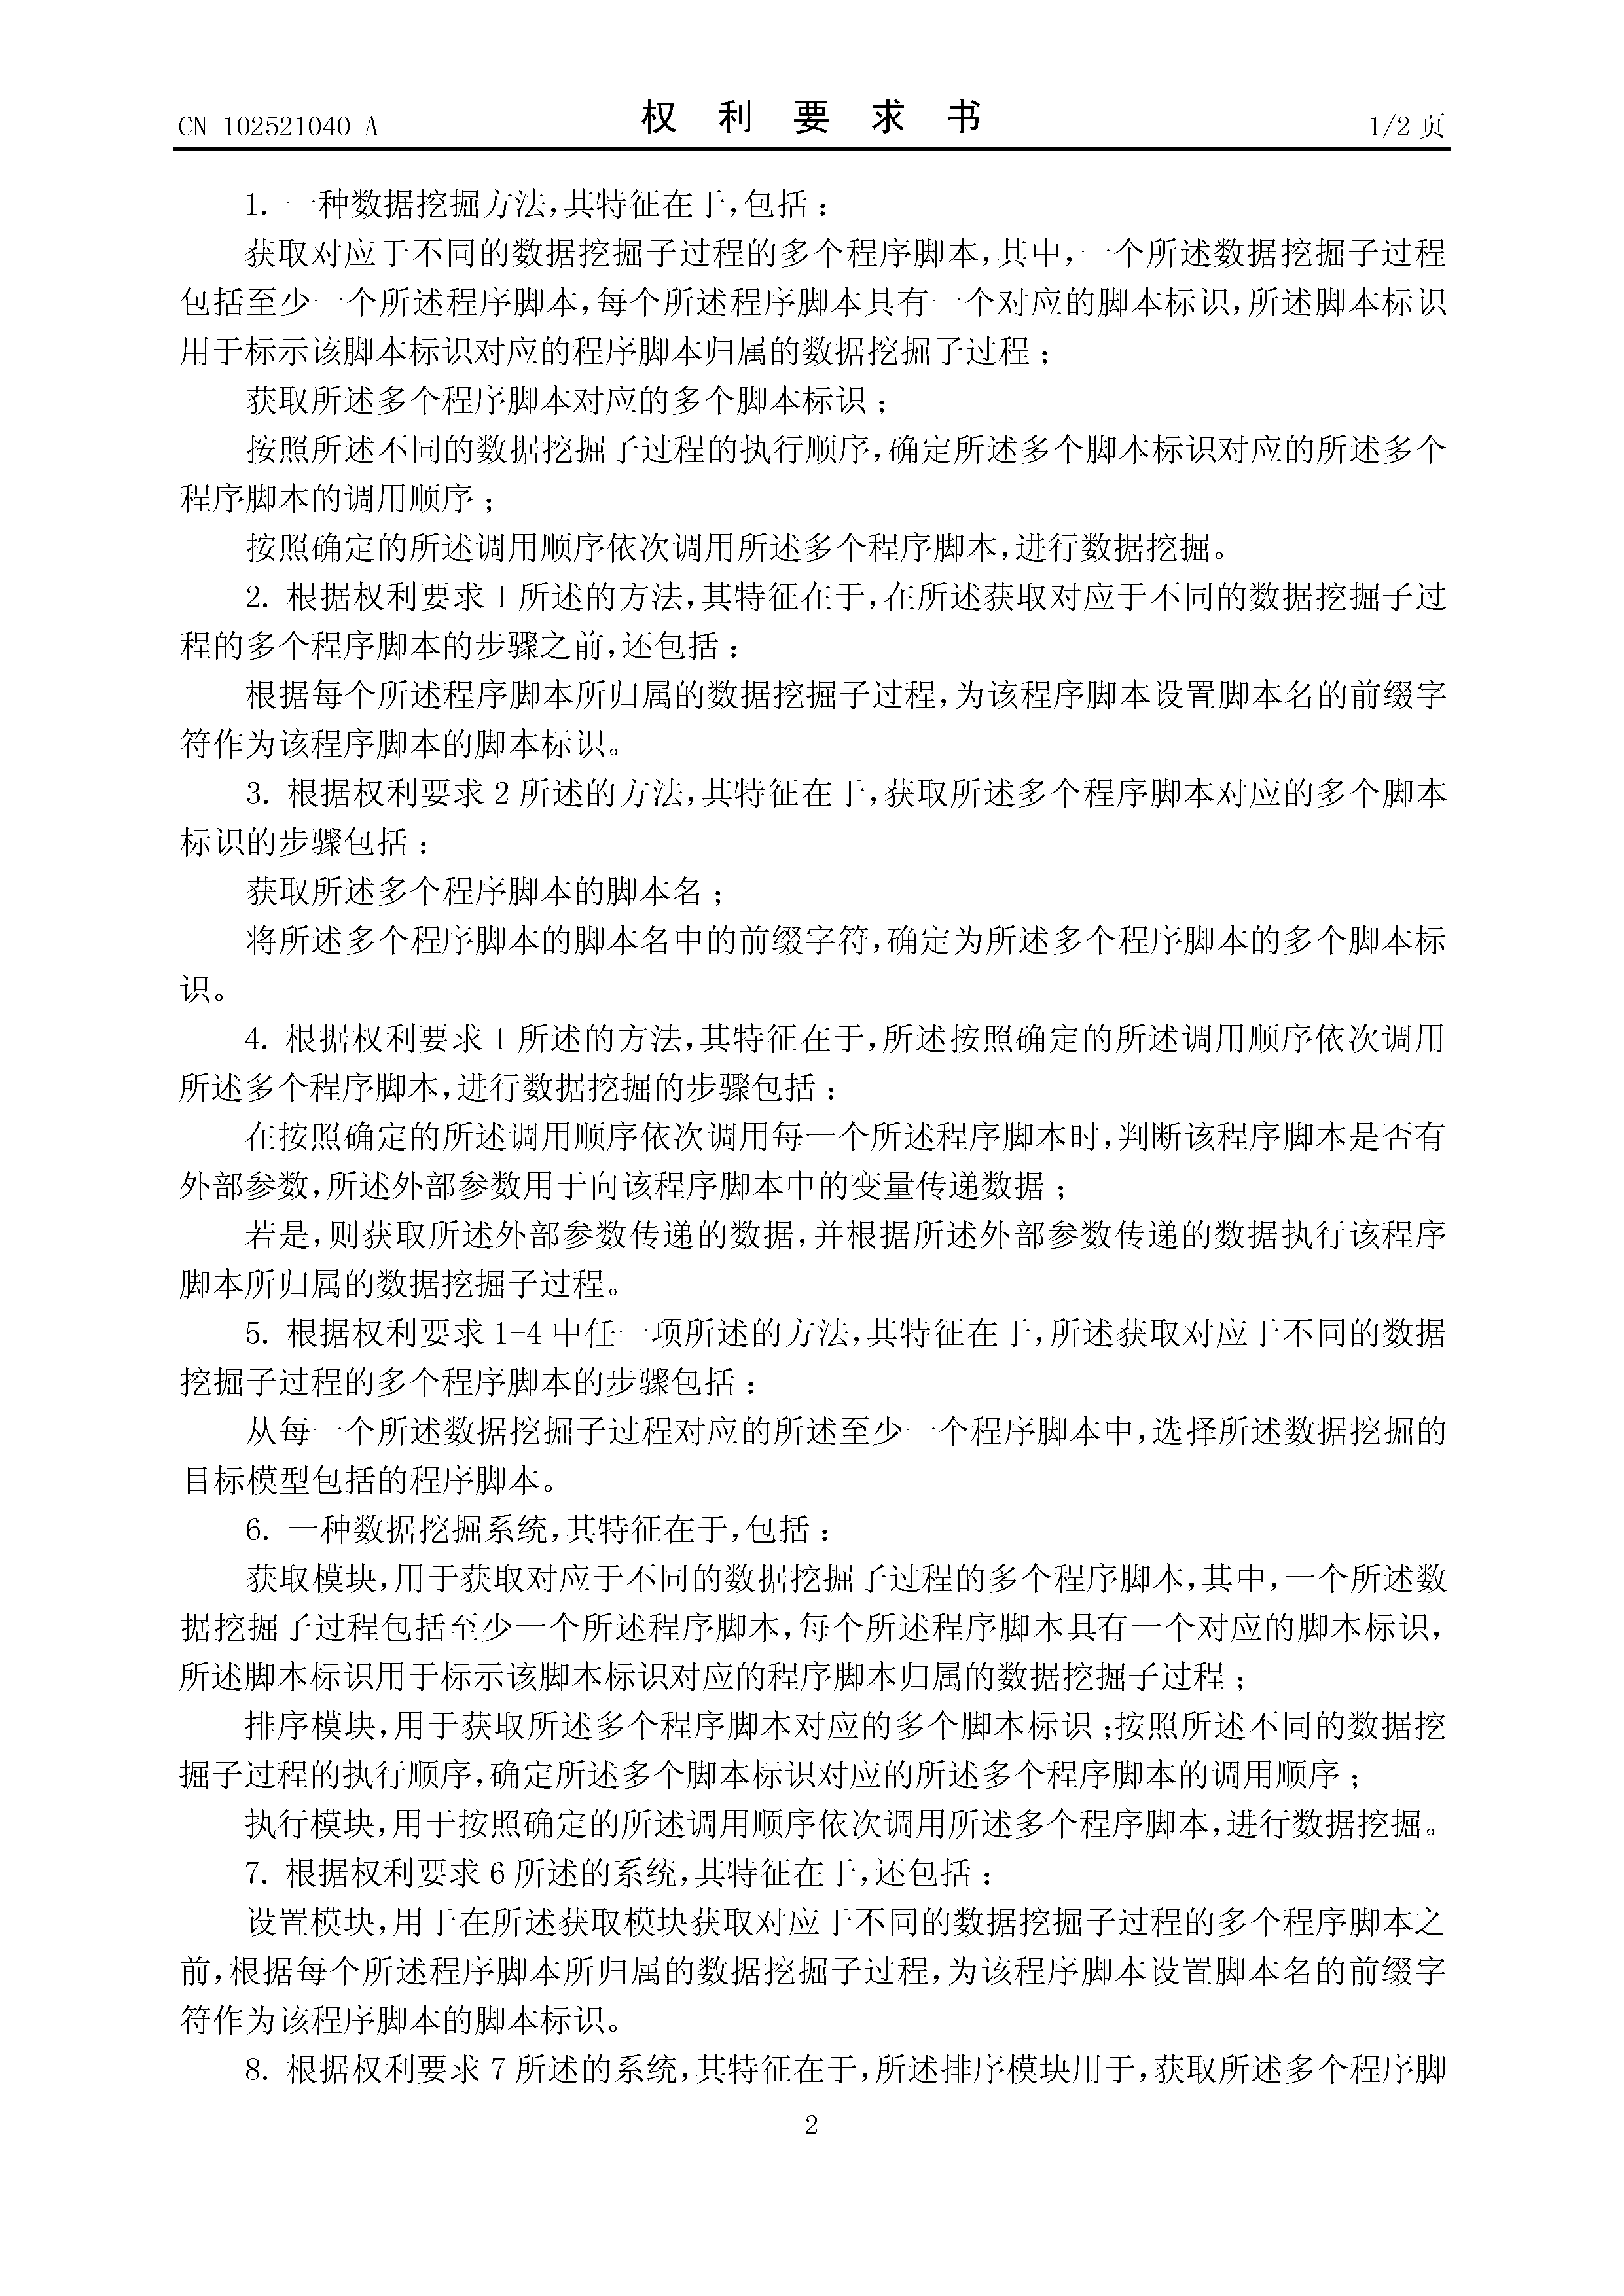 CN 102521040 A
权利要求书
1/2 页
1. 一种数据挖掘方法,其特征在于,包括：
获取对应于不同的数据挖掘子过程的多个程序脚本,其中,一个所述数据挖掘子过程
包括至少一个所述程序脚本,每个所述程序脚本具有一个对应的脚本标识,所述脚本标识
用于标示该脚本标识对应的程序脚本归属的数据挖掘子过程；
获取所述多个程序脚本对应的多个脚本标识；
按照所述不同的数据挖掘子过程的执行顺序,确定所述多个脚本标识对应的所述多个
程序脚本的调用顺序；
按照确定的所述调用顺序依次调用所述多个程序脚本,进行数据挖掘。
2. 根据权利要求 1 所述的方法,其特征在于,在所述获取对应于不同的数据挖掘子过
程的多个程序脚本的步骤之前,还包括：
根据每个所述程序脚本所归属的数据挖掘子过程,为该程序脚本设置脚本名的前缀字
符作为该程序脚本的脚本标识。
3. 根据权利要求 2 所述的方法,其特征在于,获取所述多个程序脚本对应的多个脚本
标识的步骤包括：
获取所述多个程序脚本的脚本名；
将所述多个程序脚本的脚本名中的前缀字符,确定为所述多个程序脚本的多个脚本标
识。
4. 根据权利要求 1 所述的方法,其特征在于,所述按照确定的所述调用顺序依次调用
所述多个程序脚本,进行数据挖掘的步骤包括：
在按照确定的所述调用顺序依次调用每一个所述程序脚本时,判断该程序脚本是否有
外部参数,所述外部参数用于向该程序脚本中的变量传递数据；
若是,则获取所述外部参数传递的数据,并根据所述外部参数传递的数据执行该程序
脚本所归属的数据挖掘子过程。
5. 根据权利要求 1-4 中任一项所述的方法,其特征在于,所述获取对应于不同的数据
挖掘子过程的多个程序脚本的步骤包括：
从每一个所述数据挖掘子过程对应的所述至少一个程序脚本中,选择所述数据挖掘的
目标模型包括的程序脚本。
6. 一种数据挖掘系统,其特征在于,包括：
获取模块,用于获取对应于不同的数据挖掘子过程的多个程序脚本,其中,一个所述数
据挖掘子过程包括至少一个所述程序脚本,每个所述程序脚本具有一个对应的脚本标识,
所述脚本标识用于标示该脚本标识对应的程序脚本归属的数据挖掘子过程；
排序模块,用于获取所述多个程序脚本对应的多个脚本标识；按照所述不同的数据挖
掘子过程的执行顺序,确定所述多个脚本标识对应的所述多个程序脚本的调用顺序；
执行模块,用于按照确定的所述调用顺序依次调用所述多个程序脚本,进行数据挖掘。
7. 根据权利要求 6 所述的系统,其特征在于,还包括：
设置模块,用于在所述获取模块获取对应于不同的数据挖掘子过程的多个程序脚本之
前,根据每个所述程序脚本所归属的数据挖掘子过程,为该程序脚本设置脚本名的前缀字
符作为该程序脚本的脚本标识。
8. 根据权利要求 7 所述的系统,其特征在于,所述排序模块用于,获取所述多个程序脚
2